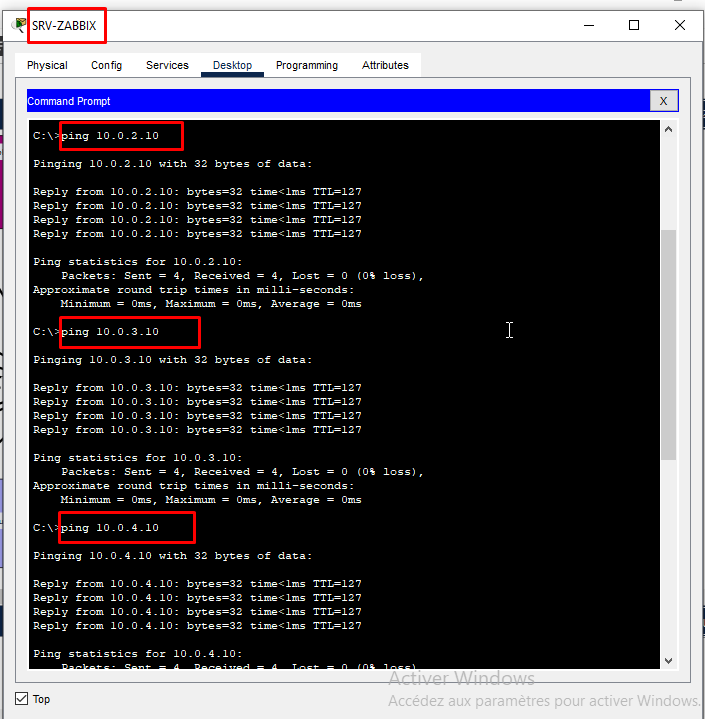 SRV-ZABBIX
Physical Config Services Desktop Programming Attributes
Command Prompt X
C:\>ping 10.0.2.10
Pinging 10.0.2.10 with 32 bytes of data:
Reply from 10.0.2.10: bytes=32 time<1ms TTL=127
Reply from 10.0.2.10: bytes=32 time<1ms TTL=127
Reply from 10.0.2.10: bytes=32 time<1ms TTL=127
Reply from 10.0.2.10: bytes=32 time<1ms TTL=127
Ping statistics for 10.0.2.10:
Packets: Sent = 4, Received = 4, Lost = 0 (0% loss),
Approximate round trip times in milli-seconds:
Minimum = 0ms, Maximum = 0ms, Average = 0ms
C:\>ping 10.0.3.10
Pinging 10.0.3.10 with 32 bytes of data:
Reply from 10.0.3.10: bytes=32 time<1ms TTL=127
Reply from 10.0.3.10: bytes=32 time<1ms TTL=127
Reply from 10.0.3.10: bytes=32 time<1ms TTL=127
Reply from 10.0.3.10: bytes=32 time<1ms TTL=127
Ping statistics for 10.0.3.10:
Packets: Sent = 4, Received = 4, Lost = 0 (0% loss),
Approximate round trip times in milli-seconds:
Minimum = 0ms, Maximum = 0ms, Average = 0ms
C:\>ping 10.0.4.10
Pinging 10.0.4.10 with 32 bytes of data:
Reply from 10.0.4.10: bytes=32 time<1ms TTL=127
Reply from 10.0.4.10: bytes=32 time<1ms TTL=127
Reply from 10.0.4.10: bytes=32 time<1ms TTL=127
Reply from 10.0.4.10: bytes=32 time<1ms TTL=127
Ping statistics for 10.0.4.10:
Packets: Sent = 4, Received = 4, Lost = 0 (0% loss),
Activer Windows
Accédez aux paramètres pour activer Windows.
Top